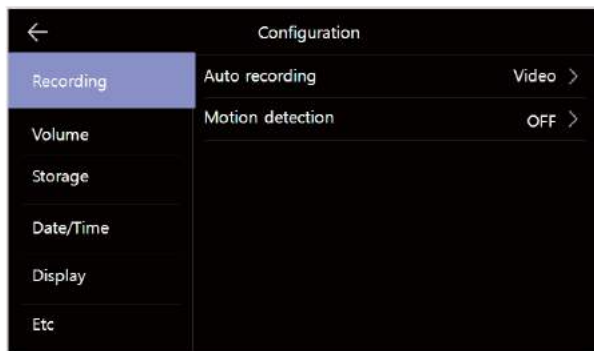 Configuration
Recording
Auto recording Video >
Motion detection OFF >
Volume
Storage
Date/Time
Display
Etc